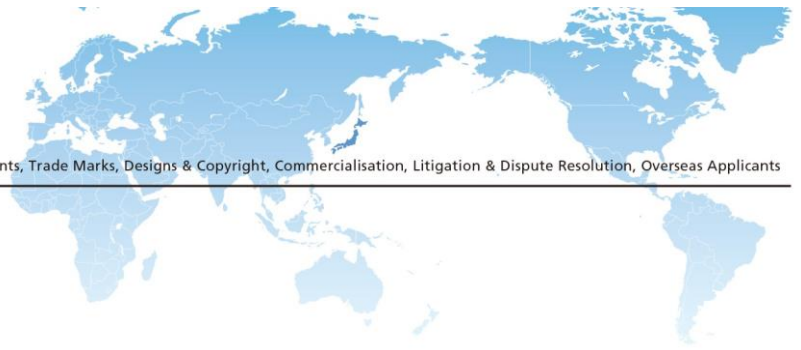 nts, Trade Marks, Designs & Copyright, Commercialisation, Litigation & Dispute Resolution, Overseas Applicants